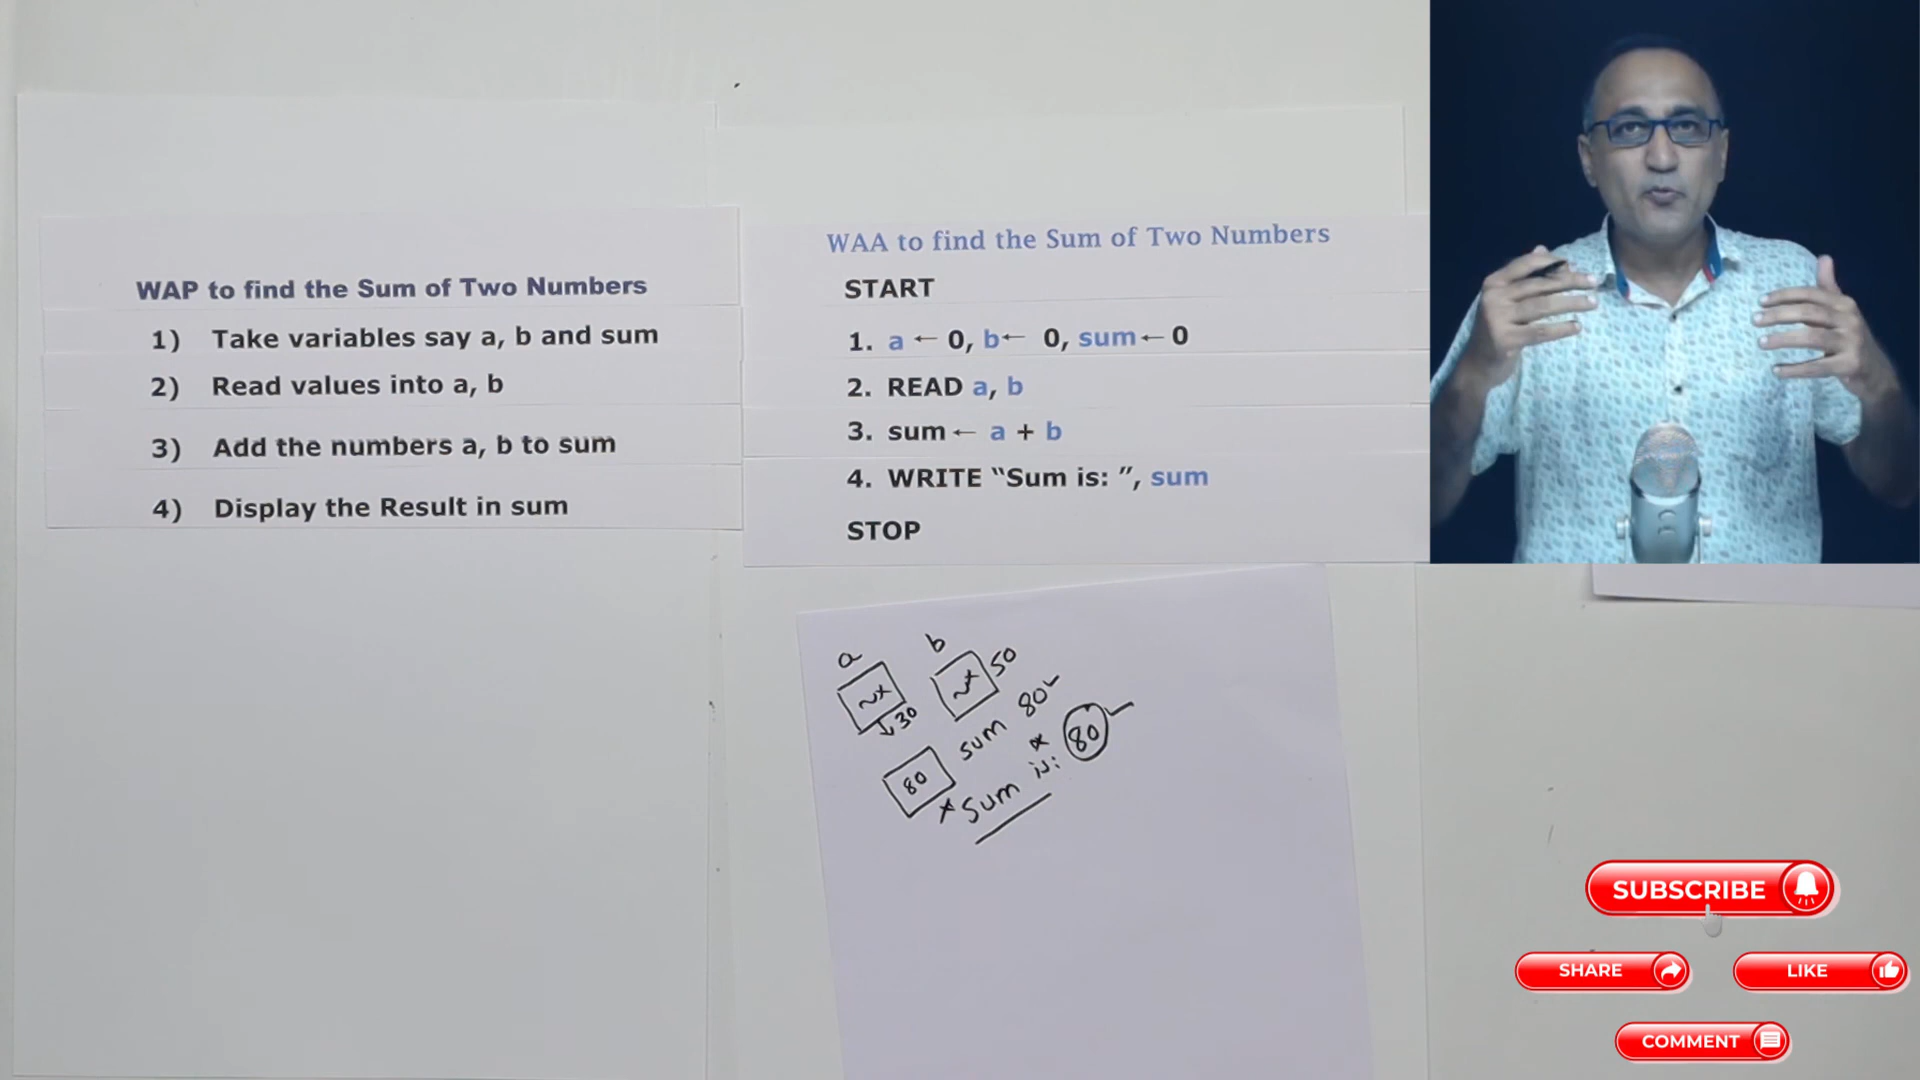 WAP to find the Sum of Two Numbers
1) Take variables say a, b and sum
2) Read values into a, b
3) Add the numbers a, b to sum
4) Display the Result in sum
WAA to find the Sum of Two Numbers
START
1. a ← 0, b ← 0, sum ← 0
2. READ a, b
3. sum ← a + b
4. WRITE “Sum is: ”, sum
STOP
a
b
50
30
sum 80
80
Sum is: 80
SUBSCRIBE
SHARE
LIKE
COMMENT